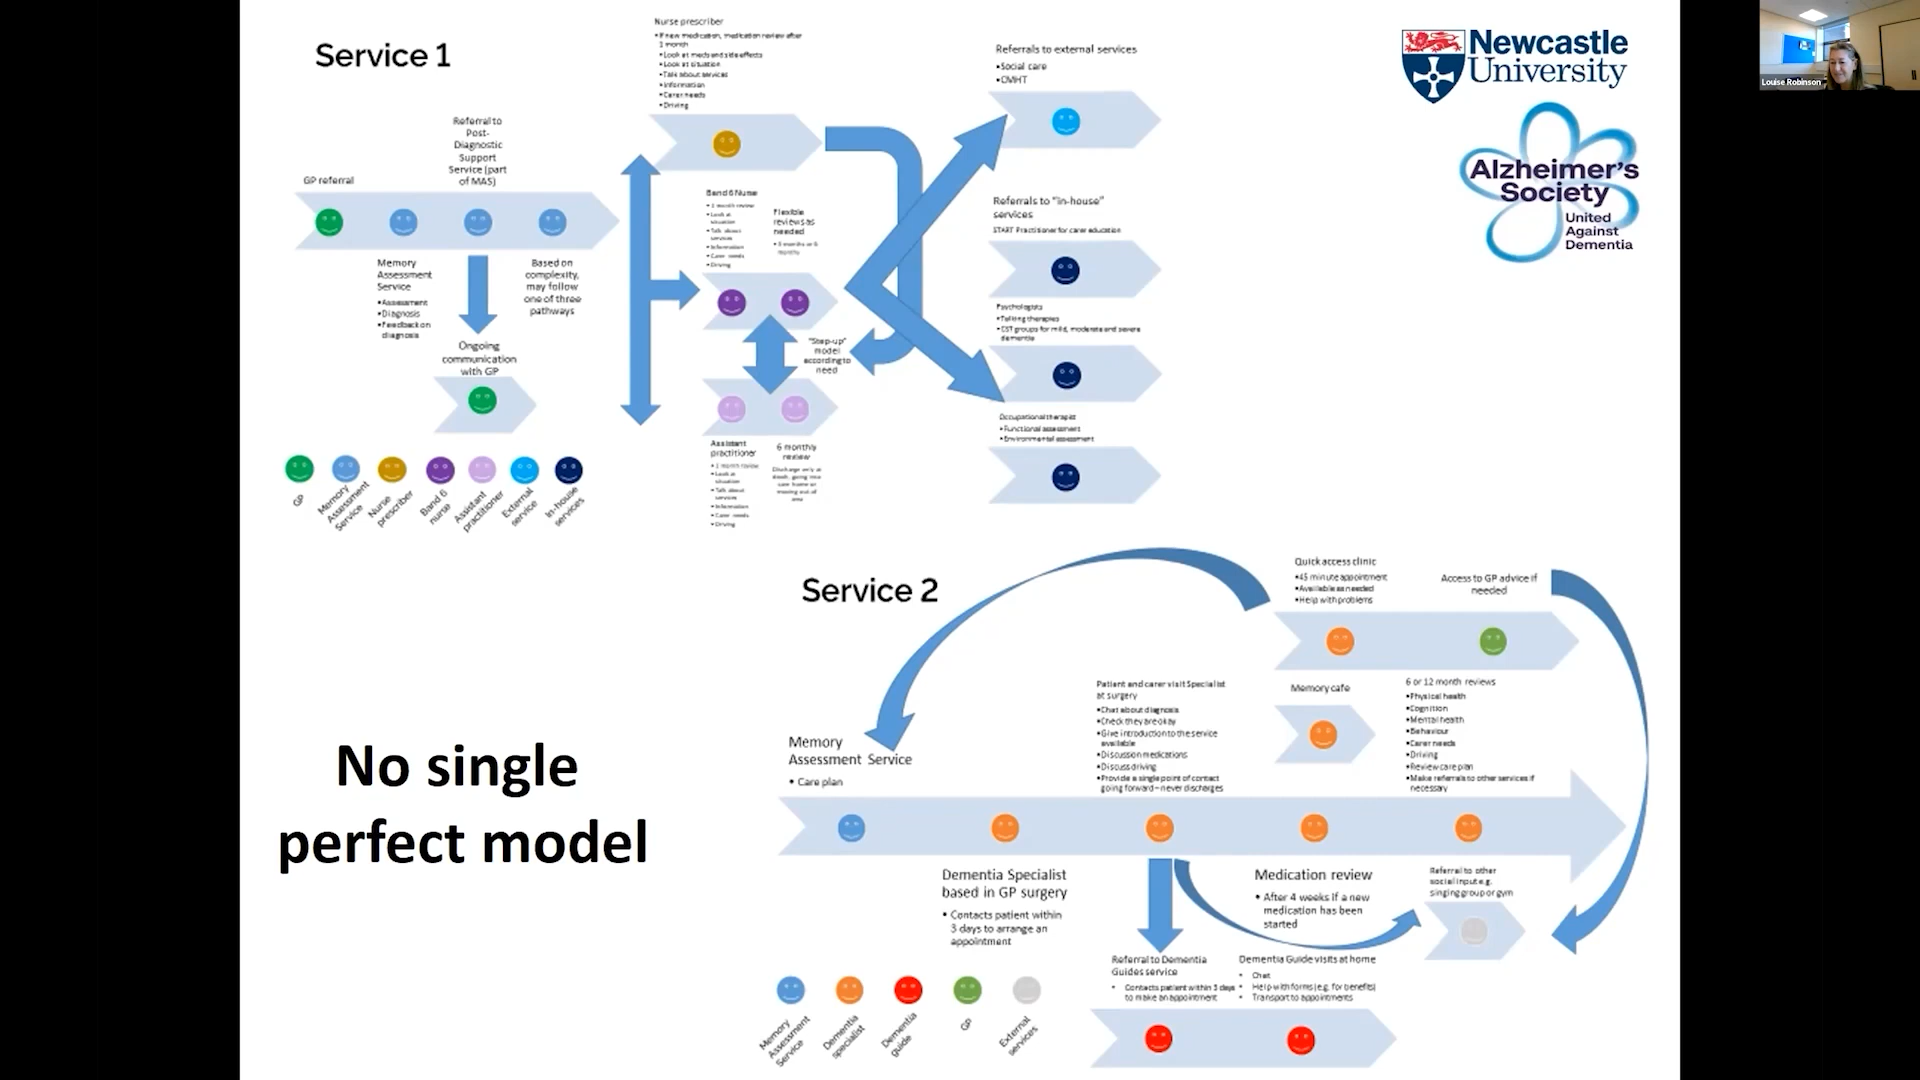 Service 1
GP referral
Referral to
Post-
Diagnostic
Support
Service (part
of MAS)
Memory
Assessment
Service
•Assessment
•Diagnosis
•Feedback on
diagnosis
Based on
complexity,
may follow
one of three
pathways
Ongoing
communication
with GP
GP
Memory
Assessment
Service
Nurse
prescriber
Band 6
nurse
Assistant
practitioner
External
service
In-house
services
Nurse prescriber
•If new medication, medication review after
1 month
•Look at meds and side effects
•Look at situation
•Talk about services
•Information
•Carer needs
•Driving
Band 6 Nurse
•1 month review
•Look at
situation
•Talk about
services
•Information
•Carer needs
•Driving
Flexible
reviews as
needed
•3 months or 6
monthly
"Step-up"
model
according to
need
Assistant
practitioner
•1 month review
•Look at
situation
•Talk about
services
•Information
•Carer needs
•Driving
6 monthly
review
Discharge only at
death, going into
care home or
moving out of
area
Referrals to external services
•Social care
•CMHT
Referrals to "in-house"
services
START Practitioner for carer education
Psychologists
•Talking therapies
•CST groups for mild, moderate and severe
dementia
Occupational therapist
•Functional assessment
•Environmental assessment
Newcastle
University
Alzheimer's
Society
United
Against
Dementia
Louise Robinson
Service 2
No single
perfect model
Memory
Assessment Service
• Care plan
Dementia Specialist
based in GP surgery
• Contacts patient within
3 days to arrange an
appointment
Patient and carer visit Specialist
at surgery
•Chat about diagnosis
•Check they are okay
•Give introduction to the service
available
•Discussion medications
•Discuss driving
•Provide a single point of contact
going forward – never discharges
Quick access clinic
•45 minute appointment
•Available as needed
•Help with problems
Access to GP advice if
needed
Memory cafe
6 or 12 month reviews
•Physical health
•Cognition
•Mental health
•Behaviour
•Carer needs
•Driving
•Review care plan
•Make referrals to other services if
necessary
Medication review
• After 4 weeks if a new
medication has been
started
Referral to other
social input e.g.
singing group or gym
Referral to Dementia
Guides service
• Contacts patient within 3 days
to make an appointment
Dementia Guide visits at home
• Chat
• Help with forms (e.g. for benefits)
• Transport to appointments
Memory
Assessment
Service
Dementia
specialist
Dementia
guide
GP
External
services